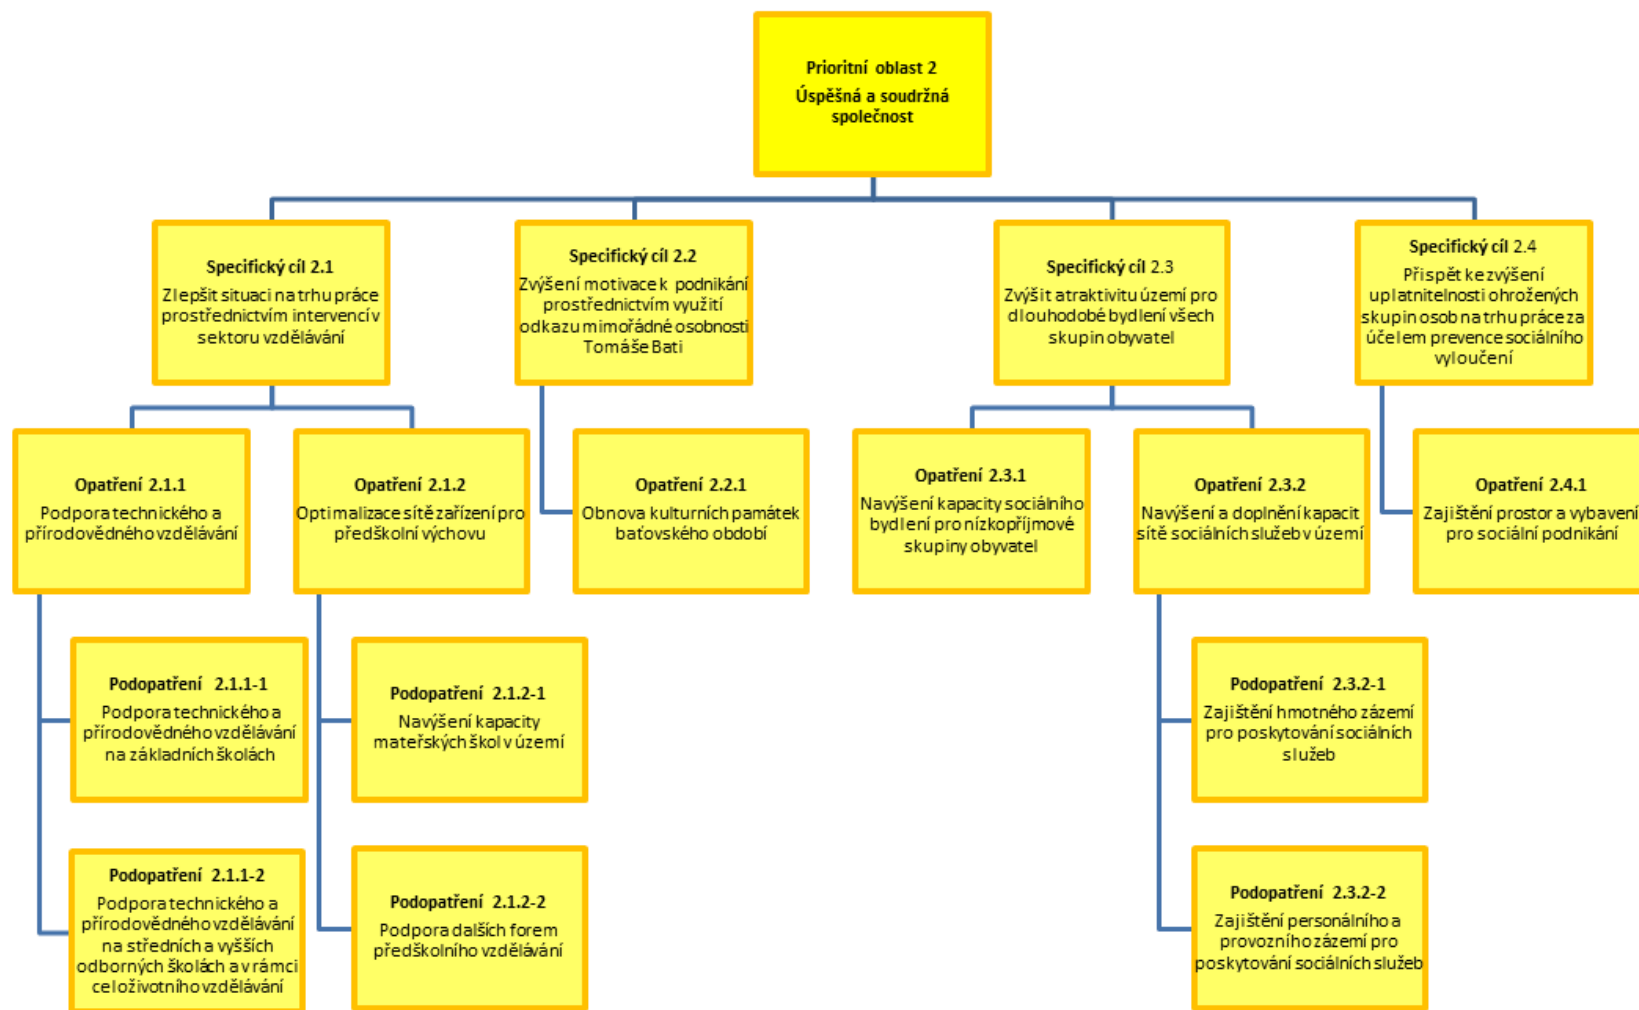 Prioritní oblast 2
Úspěšná a soudržná
společnost
Specifický cíl 2.1
Zlepšit situaci na trhu práce
prostřednictvím intervencí v
sektoru vzdělávání
Specifický cíl 2.2
Zvýšení motivace k podnikání
prostřednictvím využití
odkazu mimořádné osobnosti
Tomáše Bati
Specifický cíl 2.3
Zvýšit atraktivitu území pro
dlouhodobé bydlení všech
skupin obyvatel
Specifický cíl 2.4
Přispět ke zvýšení
uplatnitelnosti ohrožených
skupin osob na trhu práce za
účelem prevence sociálního
vyloučení
Opatření 2.1.1
Podpora technického a
přírodovědného vzdělávání
Opatření 2.1.2
Optimalizace sítě zařízení pro
předškolní výchovu
Opatření 2.2.1
Obnova kulturních památek
baťovského období
Opatření 2.3.1
Navýšení kapacity sociálního
bydlení pro nízkopříjmové
skupiny obyvatel
Opatření 2.3.2
Navýšení a doplnění kapacit
sítě sociálních služeb v území
Opatření 2.4.1
Zajištění prostor a vybavení
pro sociální podnikání
Podopatření 2.1.1-1
Podpora technického a
přírodovědného vzdělávání
na základních školách
Podopatření 2.1.2-1
Navýšení kapacity
mateřských škol v území
Podopatření 2.3.2-1
Zajištění hmotného zázemí
pro poskytování sociálních
služeb
Podopatření 2.1.1-2
Podpora technického a
přírodovědného vzdělávání
na středních a vyšších
odborných školách a v rámci
celoživotního vzdělávání
Podopatření 2.1.2-2
Podpora dalších forem
předškolního vzdělávání
Podopatření 2.3.2-2
Zajištění personálního a
provozního zázemí pro
poskytování sociálních služeb